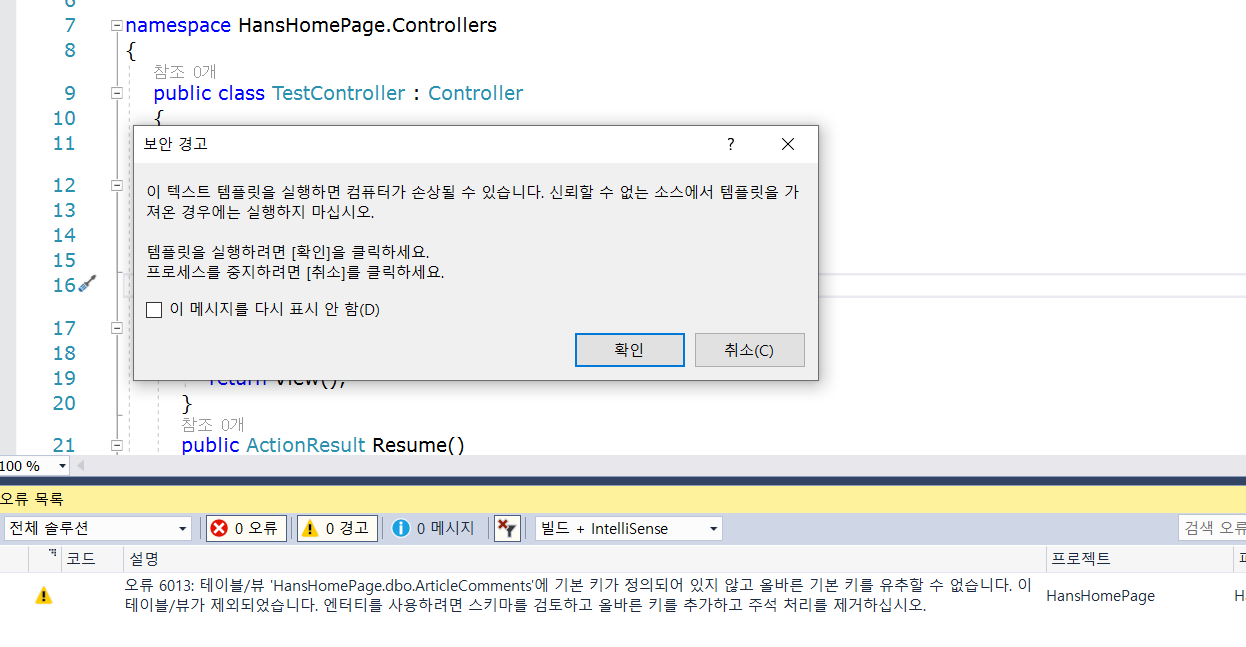 6
7 namespace HansHomePage.Controllers
8 {
참조 0개
9 public class TestController : Controller
10 {
11
보안 경고
?
이 텍스트 템플릿을 실행하면 컴퓨터가 손상될 수 있습니다. 신뢰할 수 없는 소스에서 템플릿을 가
져온 경우에는 실행하지 마십시오.
템플릿을 실행하려면 [확인]을 클릭하세요.
프로세스를 중지하려면 [취소]를 클릭하세요.
이 메시지를 다시 표시 안 함(D)
확인 취소(C)
12
13
14
15
16
17
18
19 return View();
20 }
참조 0개
21 public ActionResult Resume()
100 %
오류 목록
전체 솔루션 0 오류 0 경고 0 메시지 빌드 + IntelliSense 검색 오류
코드 설명 프로젝트
오류 6013: 테이블/뷰 'HansHomePage.dbo.ArticleComments'에 기본 키가 정의되어 있지 않고 올바른 기본 키를 유추할 수 없습니다. 이
테이블/뷰가 제외되었습니다. 엔터티를 사용하려면 스키마를 검토하고 올바른 키를 추가하고 주석 처리를 제거하십시오.
HansHomePage